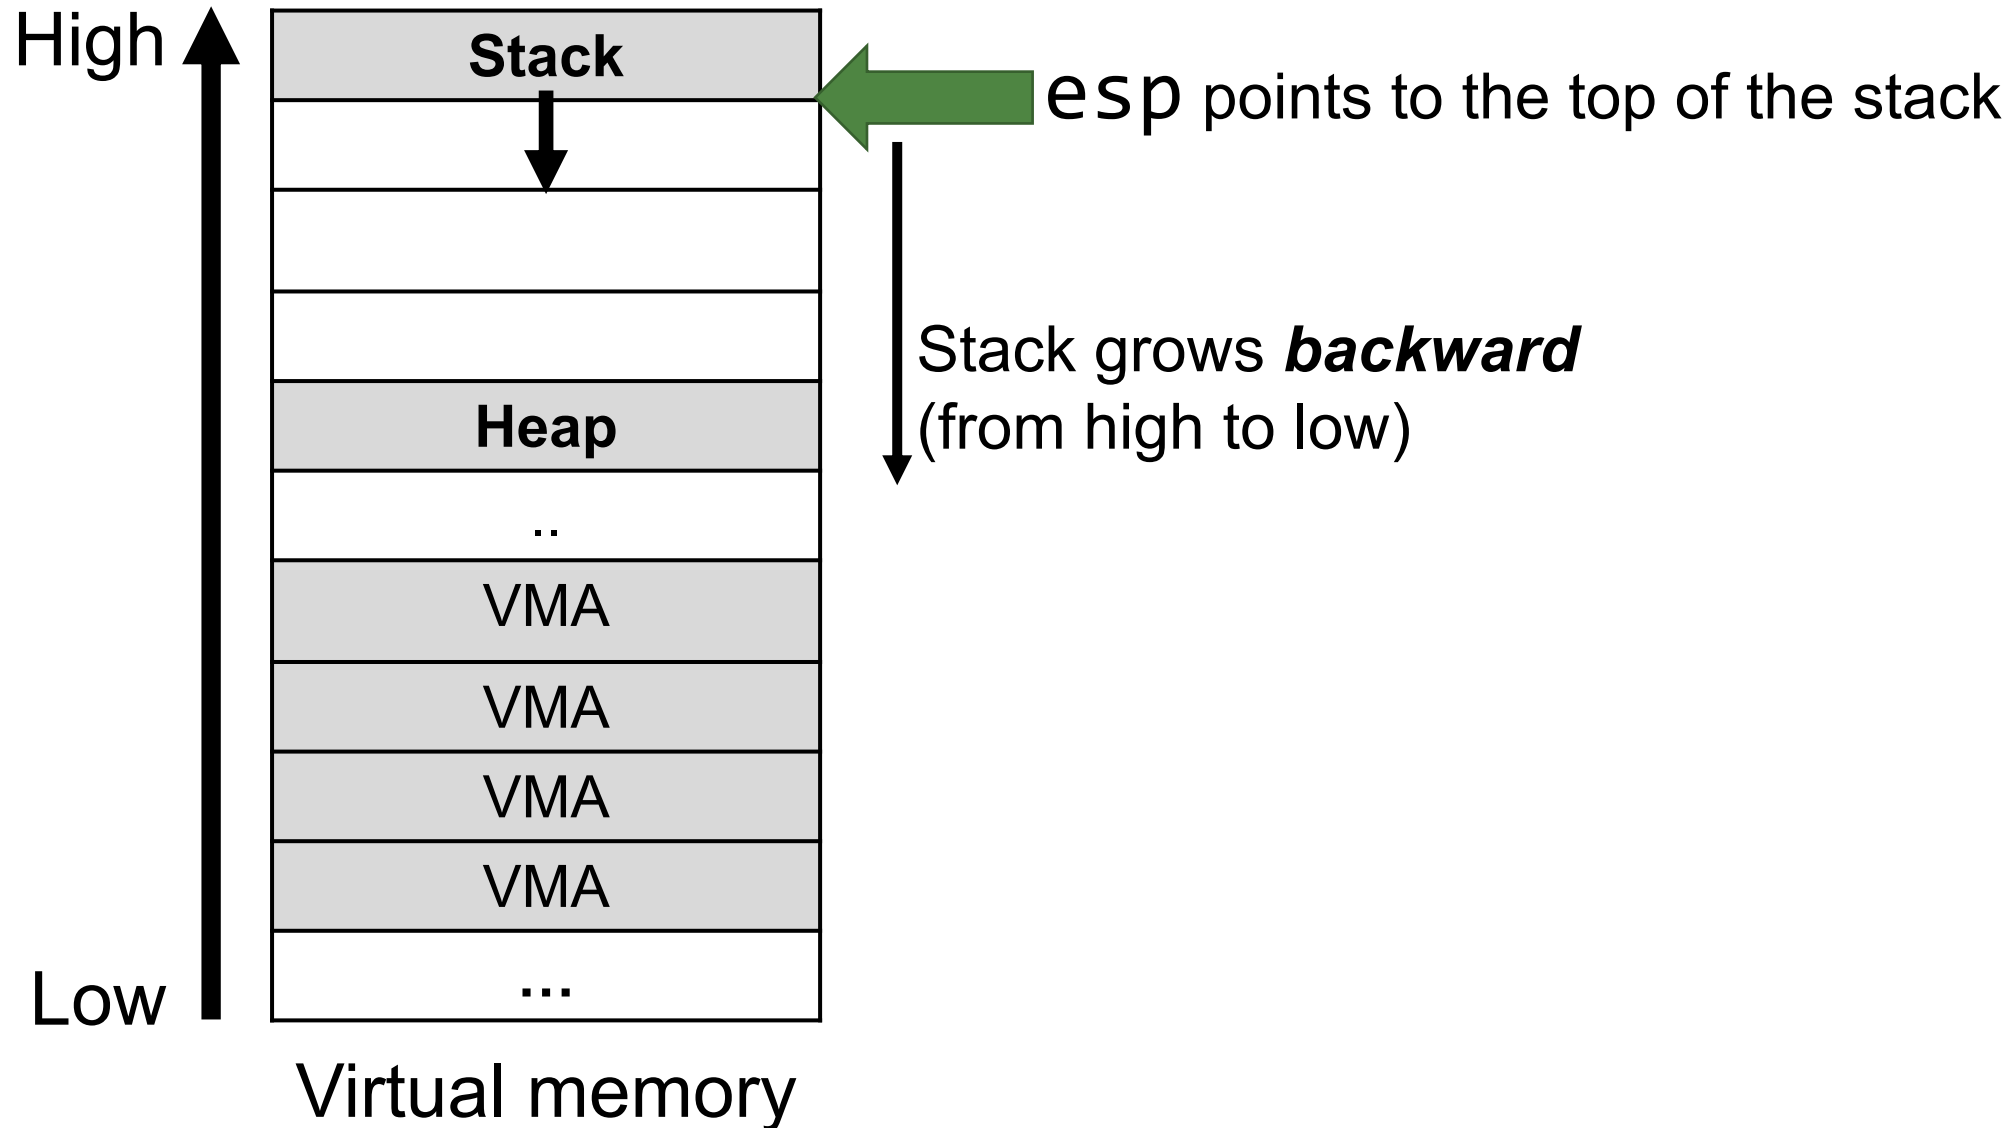 High
Stack
esp points to the top of the stack
Stack grows backward
(from high to low)
Heap
..
VMA
VMA
VMA
VMA
...
Low
Virtual memory